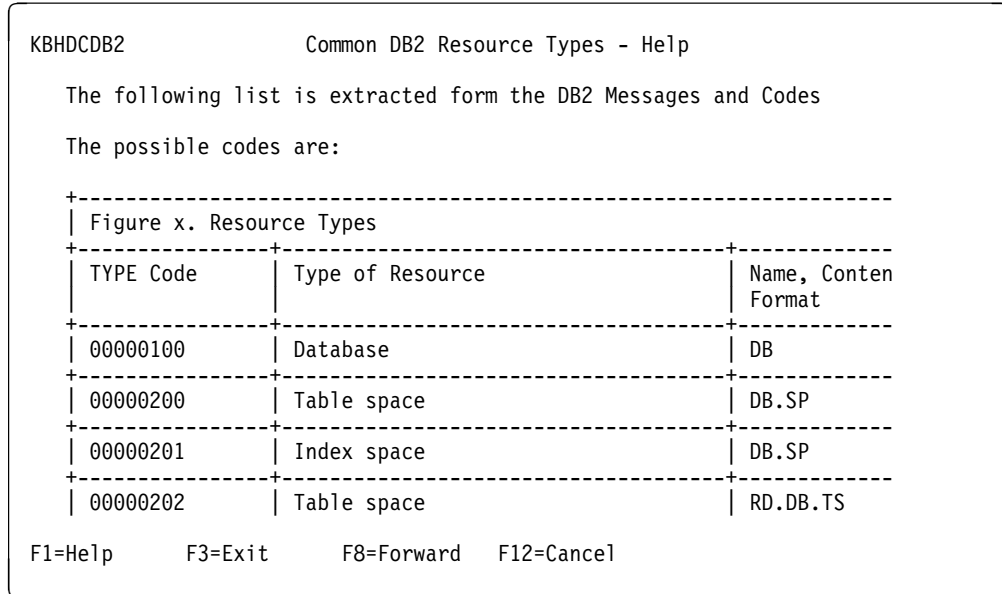 KBHDCDB2                Common DB2 Resource Types - Help
The following list is extracted form the DB2 Messages and Codes
The possible codes are:
+--------------------------------------------------------------------
| Figure x. Resource Types
+----------------+-------------------------------------+-------------
| TYPE Code      | Type of Resource                    | Name, Conten
|                |                                     | Format
+----------------+-------------------------------------+-------------
| 00000100       | Database                            | DB
+----------------+-------------------------------------+-------------
| 00000200       | Table space                         | DB.SP
+----------------+-------------------------------------+-------------
| 00000201       | Index space                         | DB.SP
+----------------+-------------------------------------+-------------
| 00000202       | Table space                         | RD.DB.TS
F1=Help      F3=Exit      F8=Forward   F12=Cancel